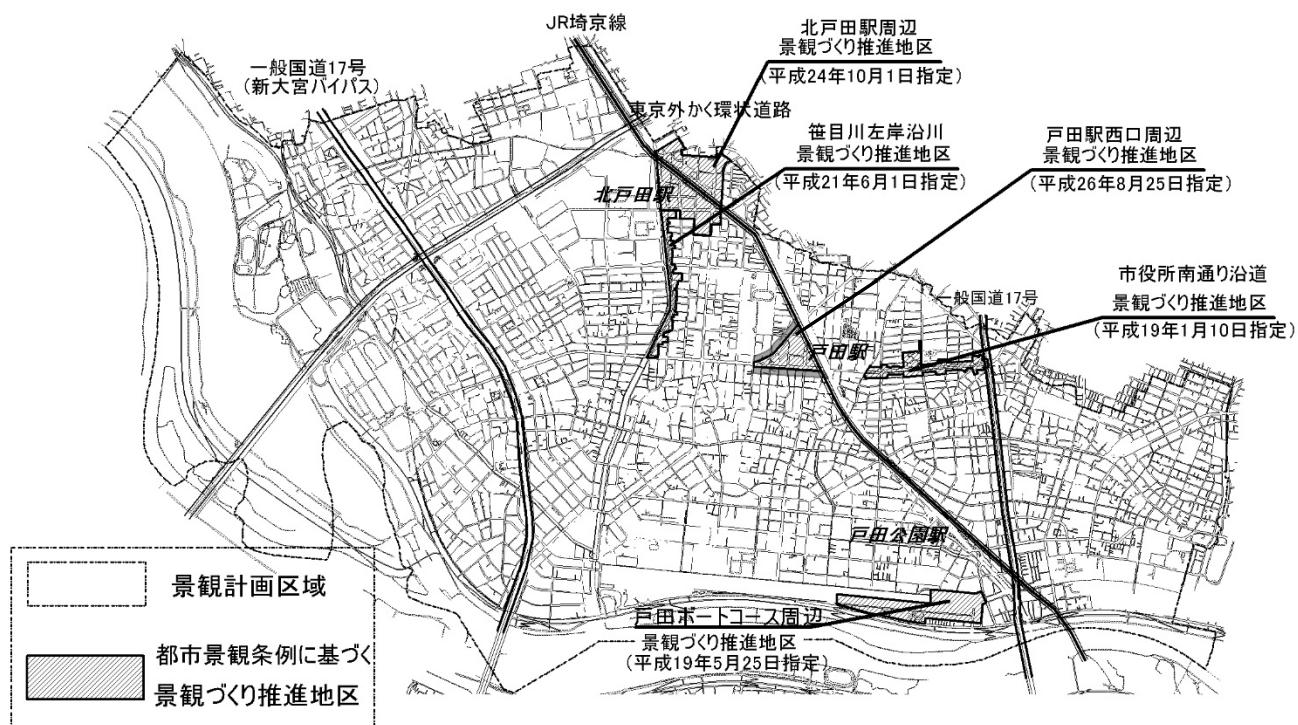 JR埼京線
北戸田駅周辺
景観づくり推進地区
(平成24年10月1日指定)
一般国道17号
(新大宮バイパス)
東京外かく環状道路
笹目川左岸沿川
景観づくり推進地区
(平成21年6月1日指定)
戸田駅西口周辺
景観づくり推進地区
(平成26年8月25日指定)
北戸田駅
市役所南通り沿道
景観づくり推進地区
(平成19年1月10日指定)
一般国道17号
戸田駅
戸田公園駅
戸田ボートコース周辺
景観づくり推進地区
(平成19年5月25日指定)
景観計画区域
都市景観条例に基づく
景観づくり推進地区